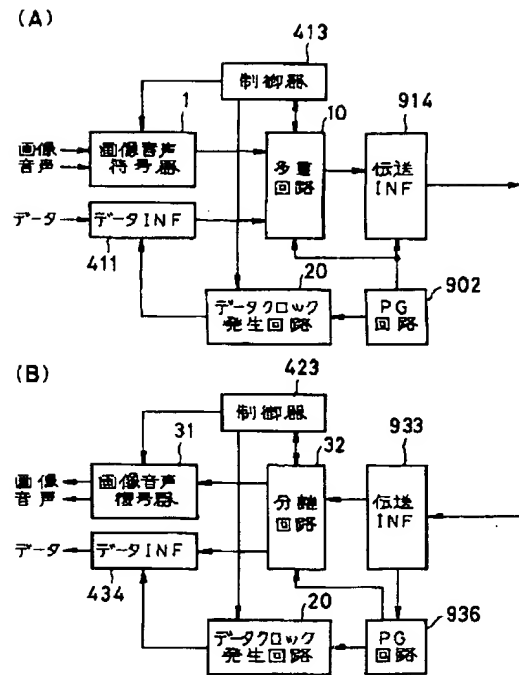 (A)
413
制御器
1
10
914
画像
音声
画像音声
符号器
多重
回路
伝送
INF
データ
データINF
411
20
902
データクロック
発生回路
PG
回路
(B)
423
制御器
31
32
933
画像
音声
画像音声
復号器
分離
回路
伝送
INF
データ
データINF
434
20
936
データクロック
発生回路
PG
回路